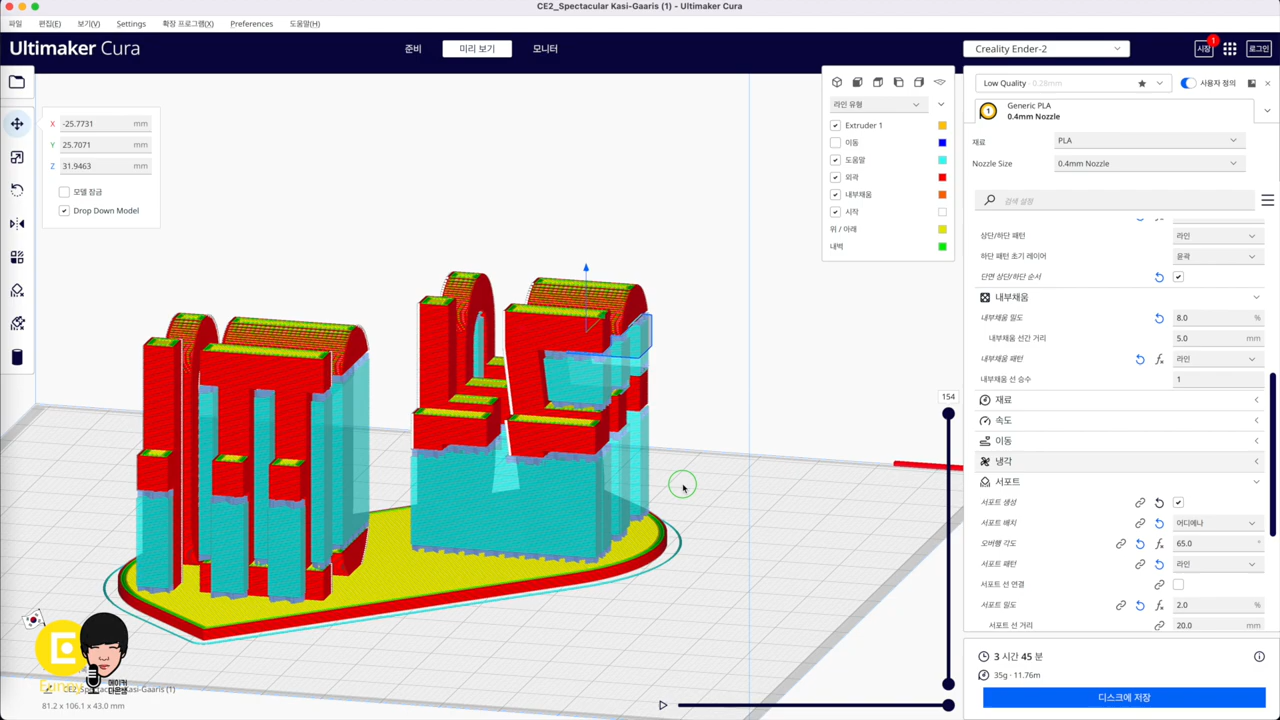 CE2_Spectacular Kasi-Gaaris (1) - Ultimaker Cura
파일 편집(E) 보기(V) Settings 확장 프로그램(X) Preferences 도움말(H)
Ultimaker Cura
준비
미리 보기
모니터
Creality Ender-2
시장
1
로그인
X -25.7731 mm
Y 25.7071 mm
Z 31.9463 mm
모델 잠금
Drop Down Model
라인 유형
Extruder 1
이동
도움말
외곽
내부채움
시작
위 / 아래
내벽
Low Quality - 0.28mm
사용자 정의
1
Generic PLA
0.4mm Nozzle
재료 PLA
Nozzle Size 0.4mm Nozzle
검색 설정
상단/하단 패턴 라인
하단 패턴 초기 레이어 윤곽
단면 상단/하단 순서
내부채움
내부채움 밀도 8.0 %
내부채움 선간 거리 5.0 mm
내부채움 패턴 라인
내부채움 선 승수 1
재료
속도
이동
냉각
서포트
서포트 생성
서포트 배치 어디에나
오버행 각도 65.0 °
서포트 패턴 라인
서포트 선 연결
서포트 밀도 2.0 %
서포트 선 거리 20.0 mm
154
3 시간 45 분
35g · 11.76m
디스크에 저장
메이커
다은쌤
Kasi-Gaaris (1)
81.2 x 106.1 x 43.0 mm